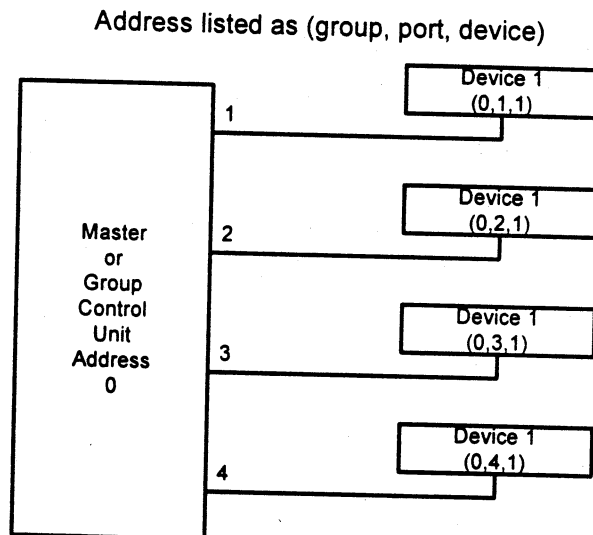 Address listed as (group, port, device)
Device 1
(0,1,1)
1
Device 1
(0,2,1)
2
Master
or
Group
Control
Unit
Address
0
Device 1
(0,3,1)
3
Device 1
(0,4,1)
4